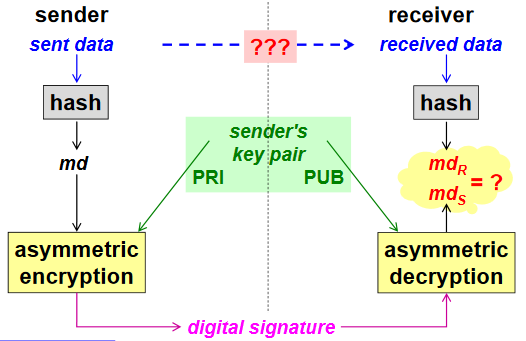 sender
receiver
sent data
???
received data
hash
hash
sender's
key pair
PRI
PUB
md
mdR
mdS
= ?
asymmetric
encryption
asymmetric
decryption
digital signature